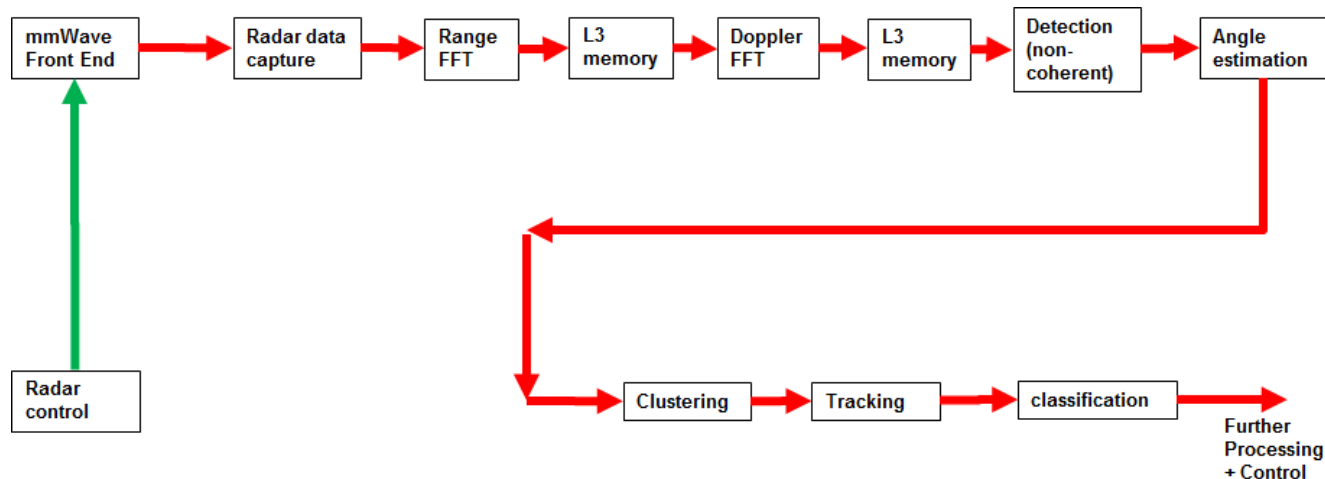 mmWave
Front End
Radar data
capture
Range
FFT
L3
memory
Doppler
FFT
L3
memory
Detection
(non-
coherent)
Angle
estimation
Radar
control
Clustering
Tracking
classification
Further
Processing
+ Control